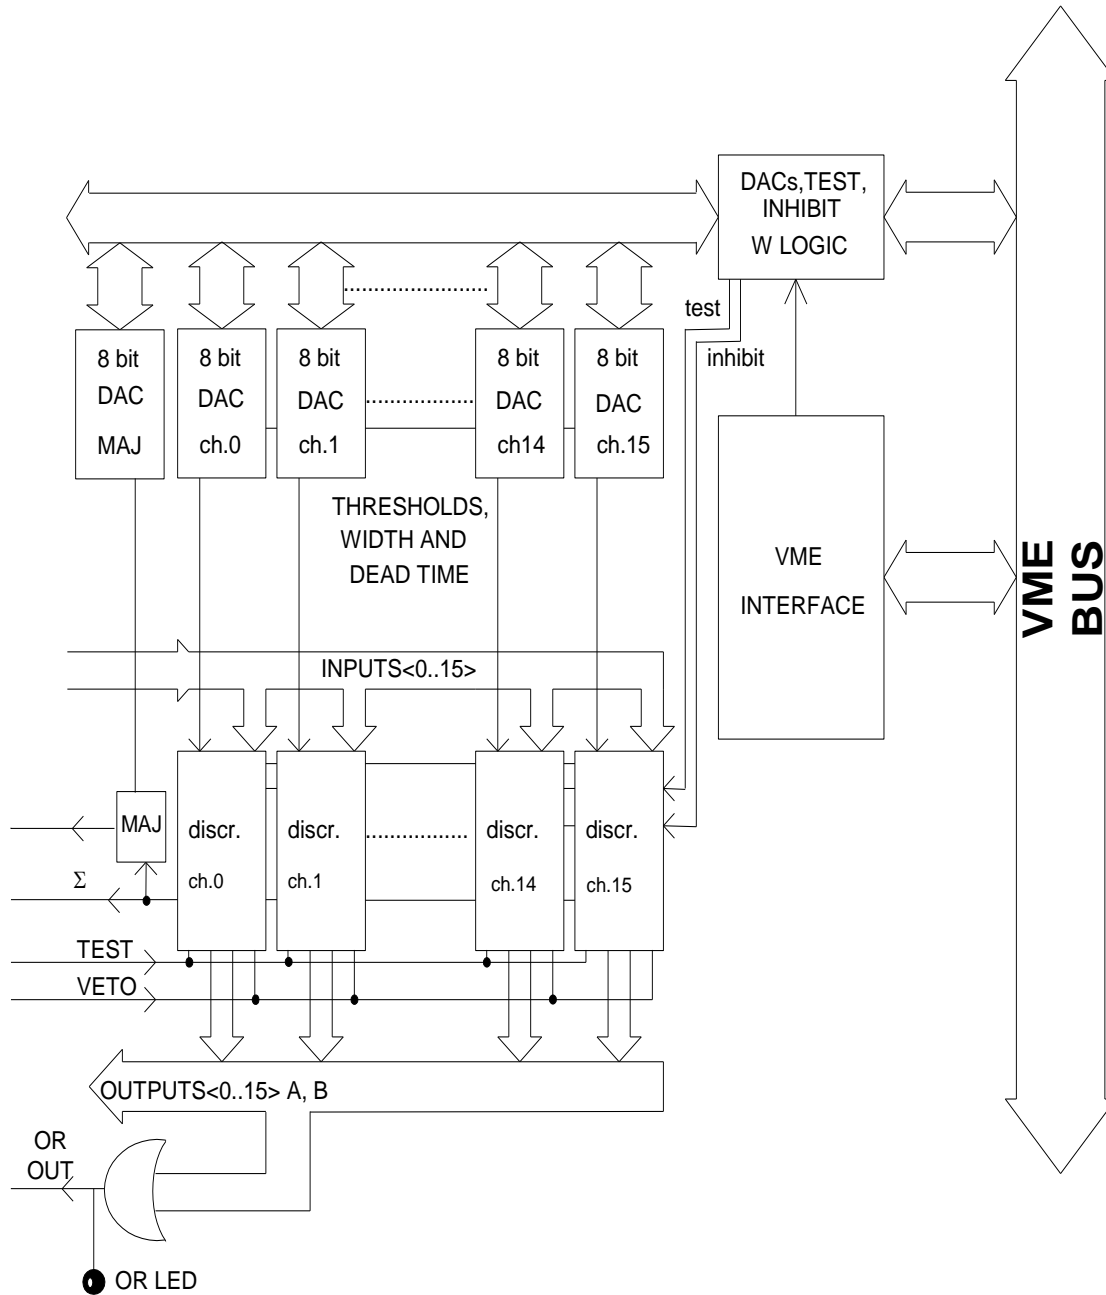 DACs,TEST,
INHIBIT
W LOGIC
test
inhibit
8 bit
DAC
MAJ
8 bit
DAC
ch.0
8 bit
DAC
ch.1
8 bit
DAC
ch14
8 bit
DAC
ch.15
THRESHOLDS,
WIDTH AND
DEAD TIME
VME
INTERFACE
VME
BUS
INPUTS<0..15>
MAJ
discr.
ch.0
discr.
ch.1
discr.
ch.14
discr.
ch.15
Σ
TEST
VETO
OUTPUTS<0..15> A, B
OR
OUT
OR LED